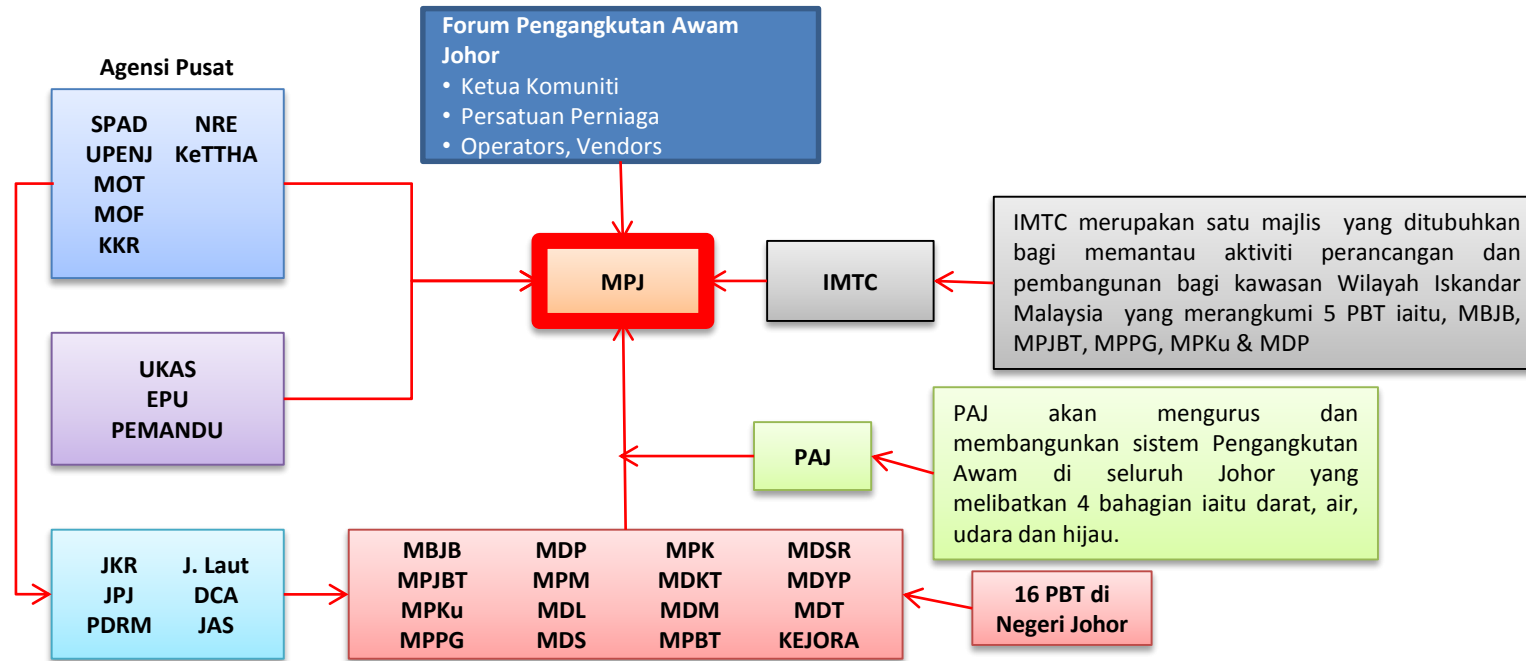 Forum Pengangkutan Awam
Johor
• Ketua Komuniti
• Persatuan Perniaga
• Operators, Vendors
Agensi Pusat
SPAD NRE
UPENJ KeTTHA
MOT
MOF
KKR
MPJ
IMTC
IMTC merupakan satu majlis yang ditubuhkan
bagi memantau aktiviti perancangan dan
pembangunan bagi kawasan Wilayah Iskandar
Malaysia yang merangkumi 5 PBT iaitu, MBJB,
MPJBT, MPPG, MPKu & MDP
UKAS
EPU
PEMANDU
PAJ
PAJ akan mengurus dan
membangunkan sistem Pengangkutan
Awam di seluruh Johor yang
melibatkan 4 bahagian iaitu darat, air,
udara dan hijau.
JKR J. Laut
JPJ DCA
PDRM JAS
MBJB MDP MPK MDSR
MPJBT MPM MDKT MDYP
MPKu MDL MDM MDT
MPPG MDS MPBT KEJORA
16 PBT di
Negeri Johor